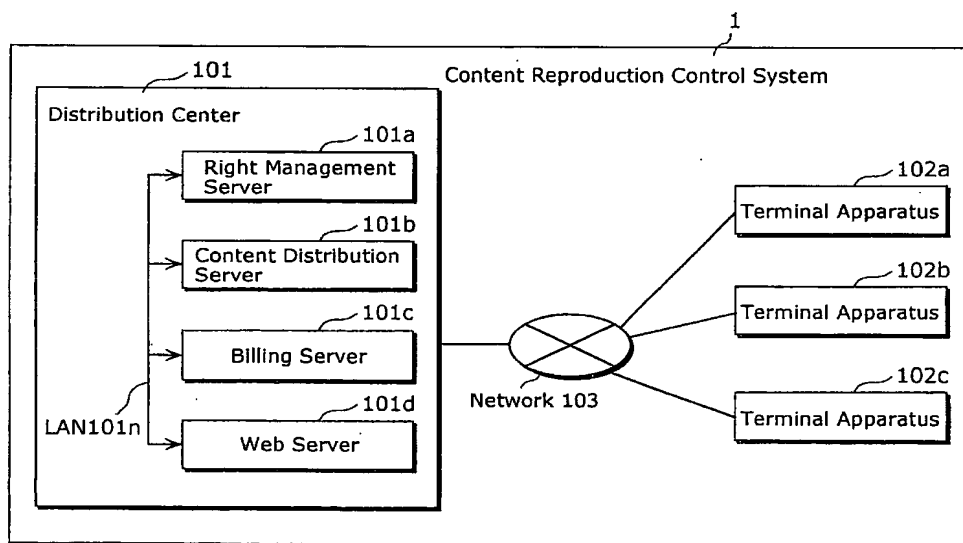 1
Content Reproduction Control System
101
Distribution Center
101a
Right Management
Server
101b
Content Distribution
Server
101c
Billing Server
101d
Web Server
LAN101n
Network 103
102a
Terminal Apparatus
102b
Terminal Apparatus
102c
Terminal Apparatus